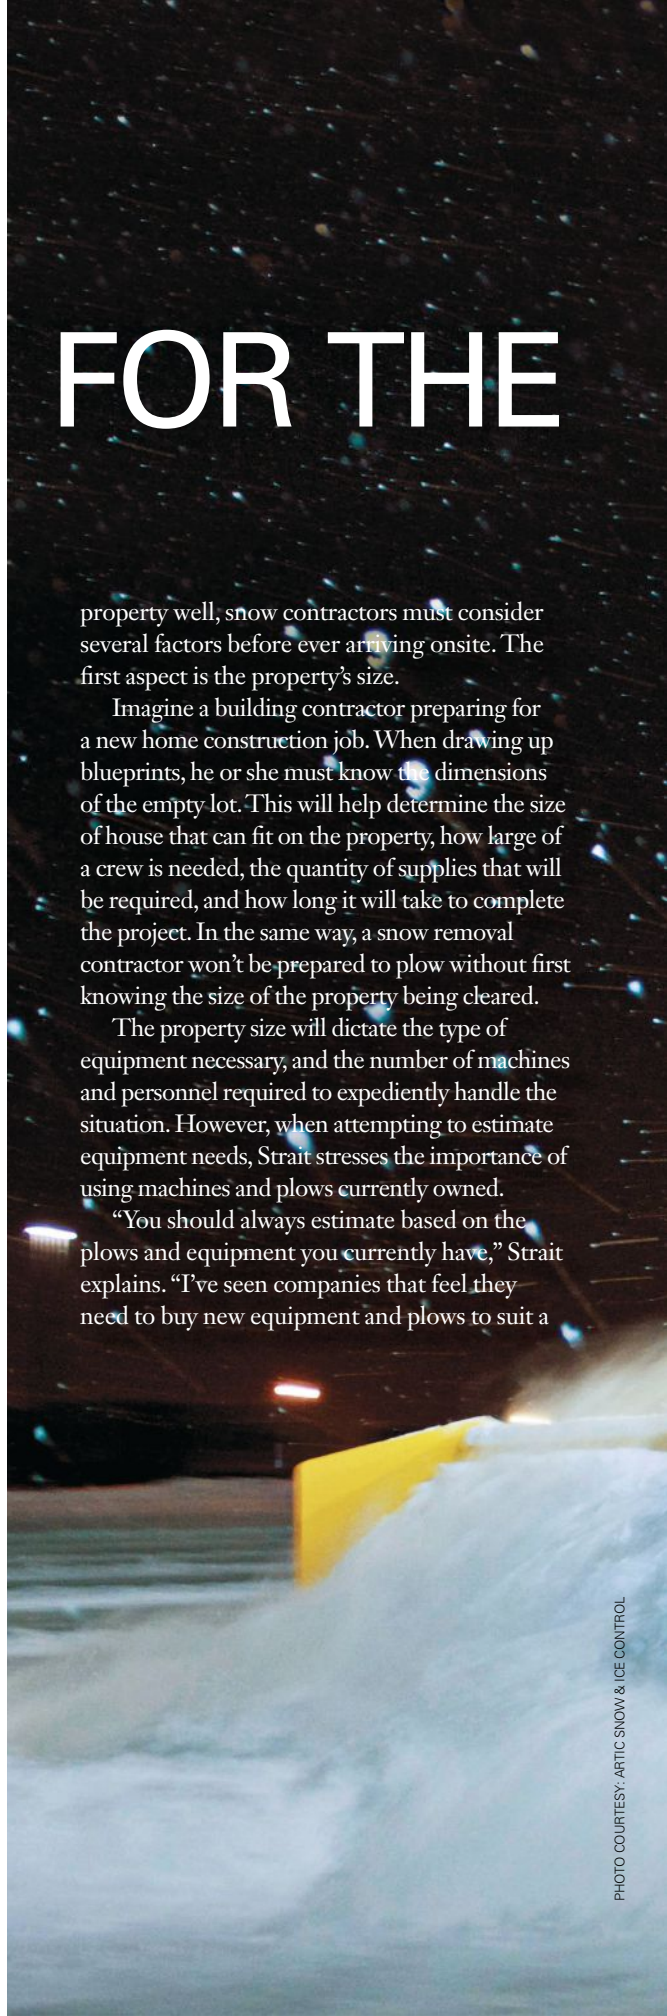 FOR THE
property well, snow contractors must consider
several factors before ever arriving onsite. The
first aspect is the property’s size.
Imagine a building contractor preparing for
a new home construction job. When drawing up
blueprints, he or she must know the dimensions
of the empty lot. This will help determine the size
of house that can fit on the property, how large of
a crew is needed, the quantity of supplies that will
be required, and how long it will take to complete
the project. In the same way, a snow removal
contractor won’t be prepared to plow without first
knowing the size of the property being cleared.
The property size will dictate the type of
equipment necessary, and the number of machines
and personnel required to expediently handle the
situation. However, when attempting to estimate
equipment needs, Strait stresses the importance of
using machines and plows currently owned.
“You should always estimate based on the
plows and equipment you currently have,” Strait
explains. “I’ve seen companies that feel they
need to buy new equipment and plows to suit a
PHOTO COURTESY: ARTIC SNOW & ICE CONTROL